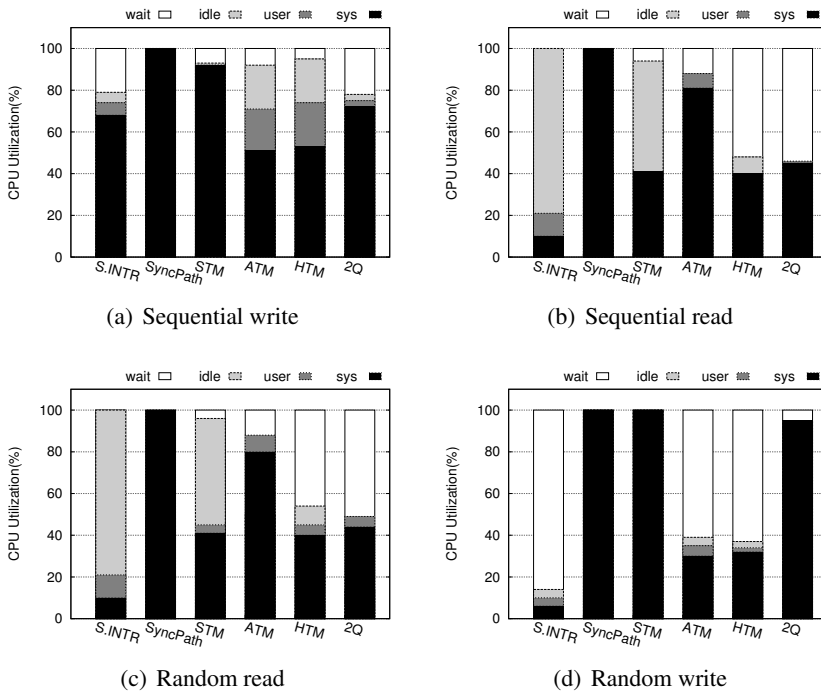 wait idle user sys
CPU Utilization(%)
100
80
60
40
20
0
S.INTR SyncPath STM ATM HTM 2Q
(a) Sequential write
wait idle user sys
CPU Utilization(%)
100
80
60
40
20
0
S.INTR SyncPath STM ATM HTM 2Q
(b) Sequential read
wait idle user sys
CPU Utilization(%)
100
80
60
40
20
0
S.INTR SyncPath STM ATM HTM 2Q
(c) Random read
wait idle user sys
CPU Utilization(%)
100
80
60
40
20
0
S.INTR SyncPath STM ATM HTM 2Q
(d) Random write